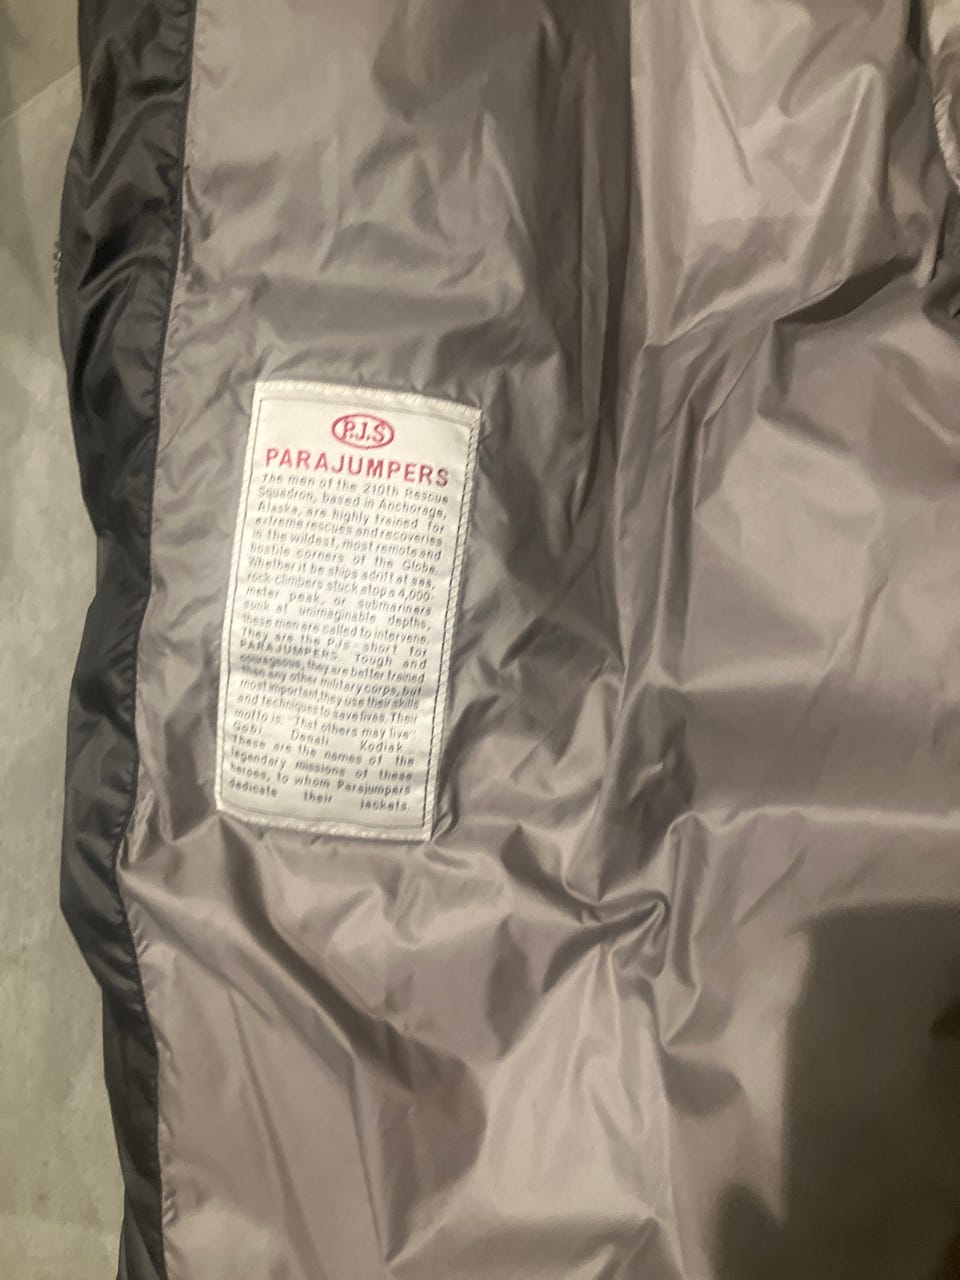 P.J.S
PARAJUMPERS
The men of the 210th Rescue
Squadron, based in Anchorage,
Alaska, are highly trained for
extreme rescues and recoveries
in the wildest, most remote and
hostile corners of the Globe.
Whether it be ships adrift at sea,
rock-climbers stuck atop a 4,000-
meter peak, or submariners
sunk at unimaginable depths,
these men are called to intervene.
They are the PJs- short for
PARAJUMPERS. Tough and
courageous, they are better trained
than any other military corps, but
most important,they use their skills
and techniques to save lives. Their
motto is: "That others may live"
Gobi... Denali... Kodiak...
These are the names of the
legendary missions of these
heroes, to whom Parajumpers
dedicate their jackets.